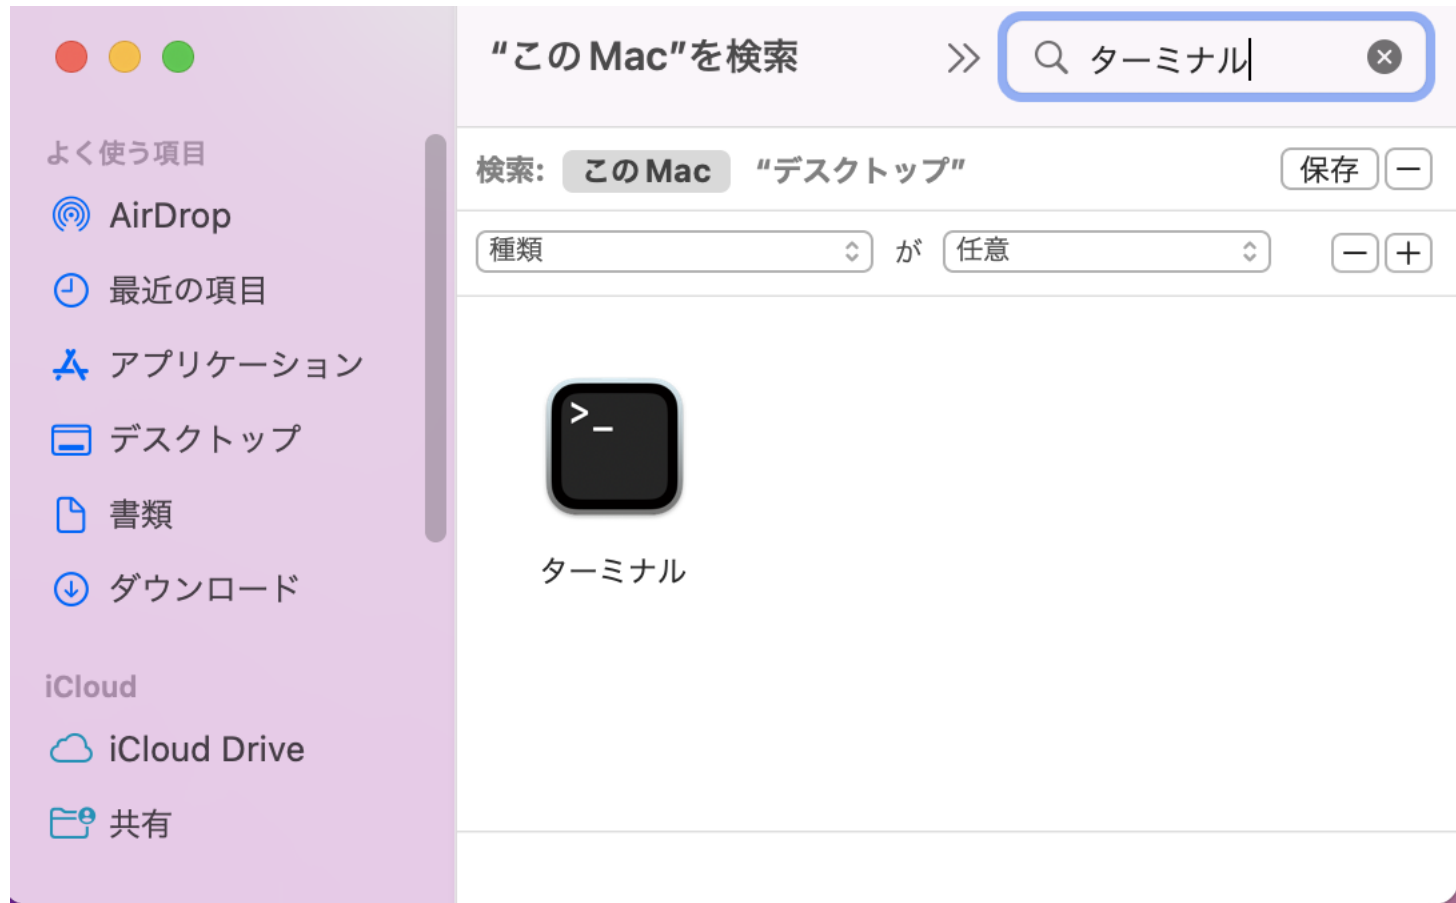 よく使う項目
AirDrop
最近の項目
アプリケーション
デスクトップ
書類
ダウンロード
iCloud
iCloud Drive
共有
“このMac”を検索
ターミナル
検索: このMac “デスクトップ” 保存
種類 が 任意
>_
ターミナル